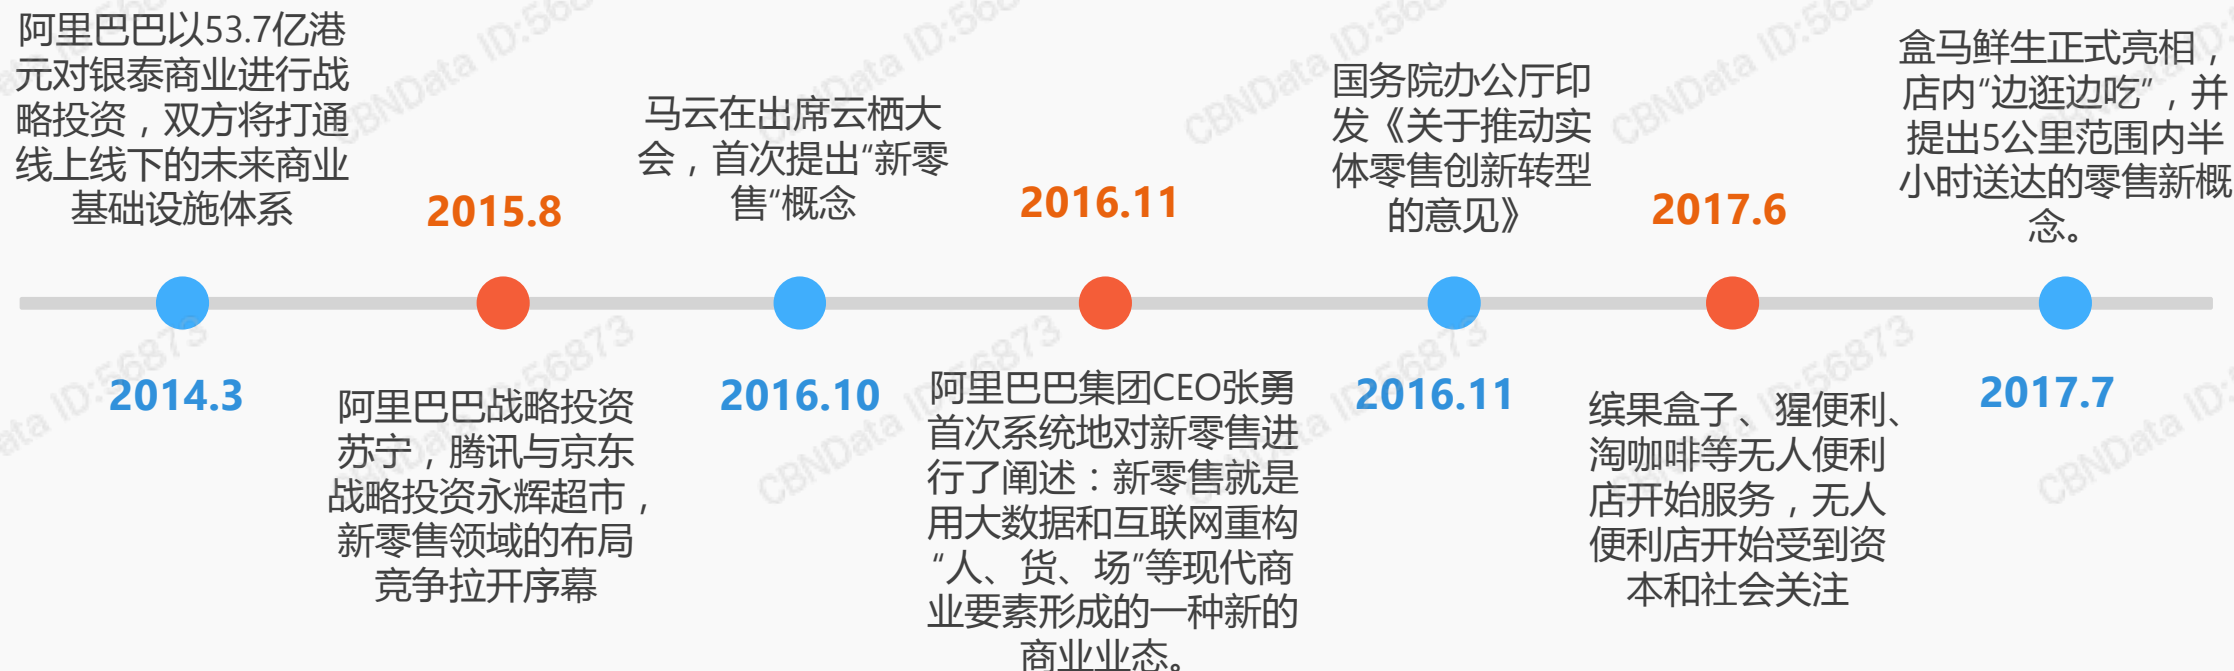 阿里巴巴以53.7亿港
元对银泰商业进行战
略投资，双方将打通
线上线下的未来商业
基础设施体系
2014.3
2015.8
阿里巴巴战略投资
苏宁，腾讯与京东
战略投资永辉超市，
新零售领域的布局
竞争拉开序幕
马云在出席云栖大
会，首次提出“新零
售“概念
2016.10
2016.11
阿里巴巴集团CEO张勇
首次系统地对新零售进
行了阐述：新零售就是
用大数据和互联网重构
“人、货、场”等现代商
业要素形成的一种新的
商业业态。
国务院办公厅印
发《关于推动实
体零售创新转型
的意见》
2016.11
2017.6
缤果盒子、猩便利、
淘咖啡等无人便利
店开始服务，无人
便利店开始受到资
本和社会关注
盒马鲜生正式亮相，
店内“边逛边吃”，并
提出5公里范围内半
小时送达的零售新概
念。
2017.7
CBNData ID:56873